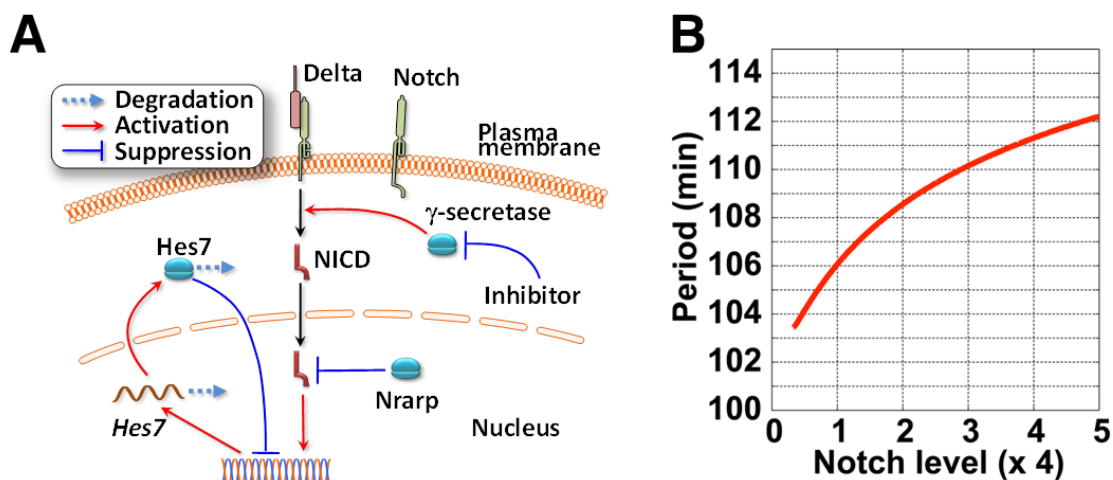 A
Delta
Notch
Degradation
Activation
Suppression
Plasma
membrane
γ-secretase
Hes7
NICD
Inhibitor
Nrarp
Hes7
Nucleus
B
114
112
110
108
106
104
102
100
Period (min)
0 1 2 3 4 5
Notch level (x 4)